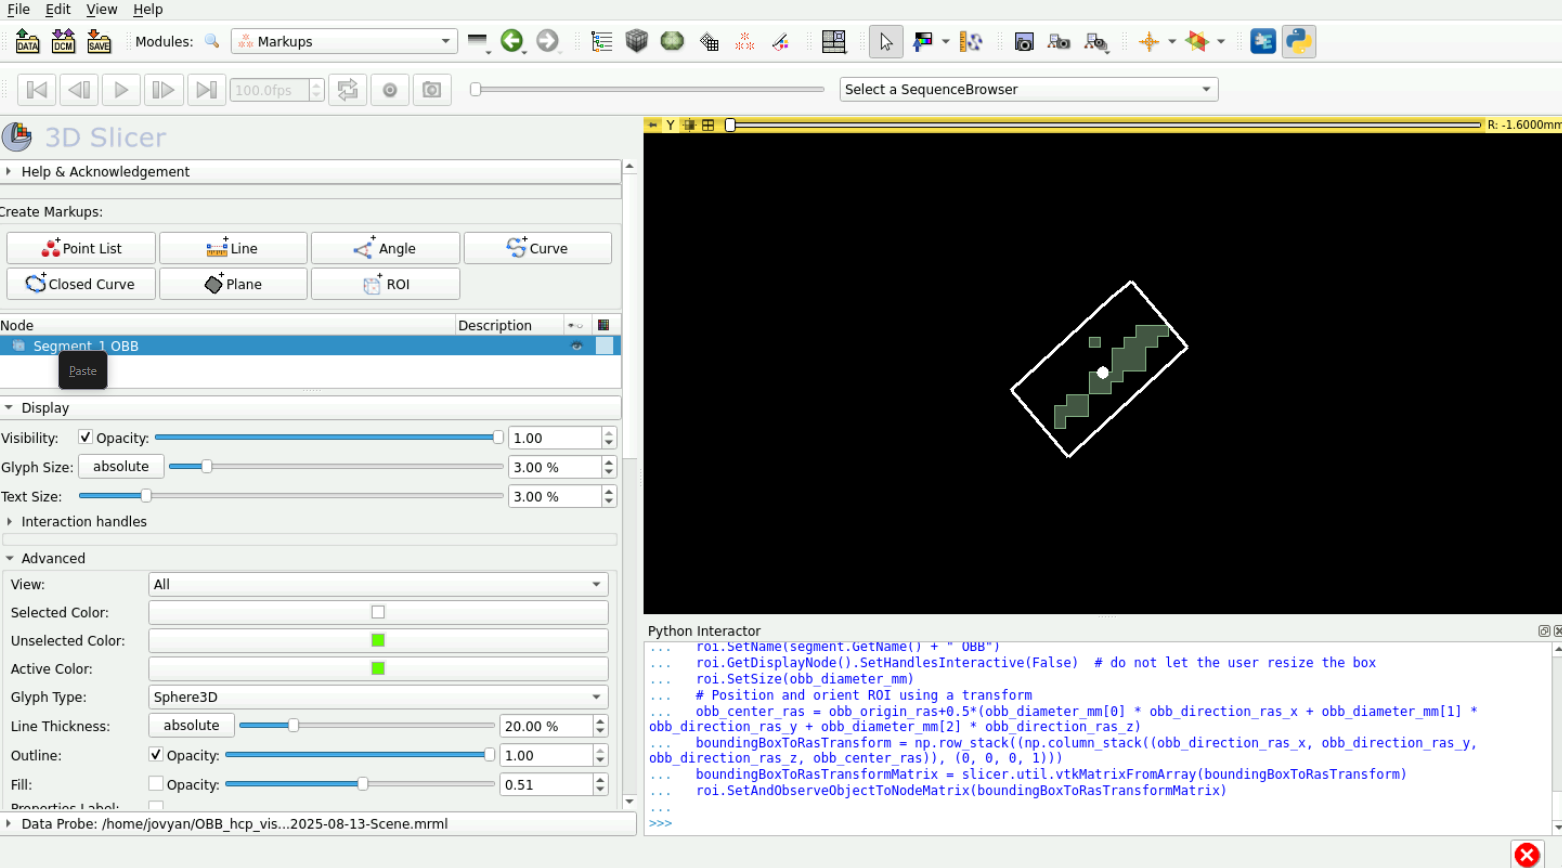 File Edit View Help
DATA DCM SAVE Modules: Markups
100.0fps Select a SequenceBrowser
3D Slicer
Y R: -1.6000mm
Help & Acknowledgement
Create Markups:
Point List Line Angle Curve
Closed Curve Plane ROI
Node Description
Segment_1 OBB
Paste
Display
Visibility: Opacity: 1.00
Glyph Size: absolute 3.00 %
Text Size: 3.00 %
Interaction handles
Advanced
View: All
Selected Color:
Unselected Color:
Active Color:
Glyph Type: Sphere3D
Line Thickness: absolute 20.00 %
Outline: Opacity: 1.00
Fill: Opacity: 0.51
Properties Label:
Data Probe: /home/jovyan/OBB_hcp_vis...2025-08-13-Scene.mrml
Python Interactor
... roi.SetName(segment.GetName() + " OBB")
... roi.GetDisplayNode().SetHandlesInteractive(False) # do not let the user resize the box
... roi.SetSize(obb_diameter_mm)
... # Position and orient ROI using a transform
... obb_center_ras = obb_origin_ras+0.5*(obb_diameter_mm[0] * obb_direction_ras_x + obb_diameter_mm[1] *
obb_direction_ras_y + obb_diameter_mm[2] * obb_direction_ras_z)
... boundingBoxToRasTransform = np.row_stack((np.column_stack((obb_direction_ras_x, obb_direction_ras_y,
obb_direction_ras_z, obb_center_ras)), (0, 0, 0, 1)))
... boundingBoxToRasTransformMatrix = slicer.util.vtkMatrixFromArray(boundingBoxToRasTransform)
... roi.SetAndObserveObjectToNodeMatrix(boundingBoxToRasTransformMatrix)
...
>>>